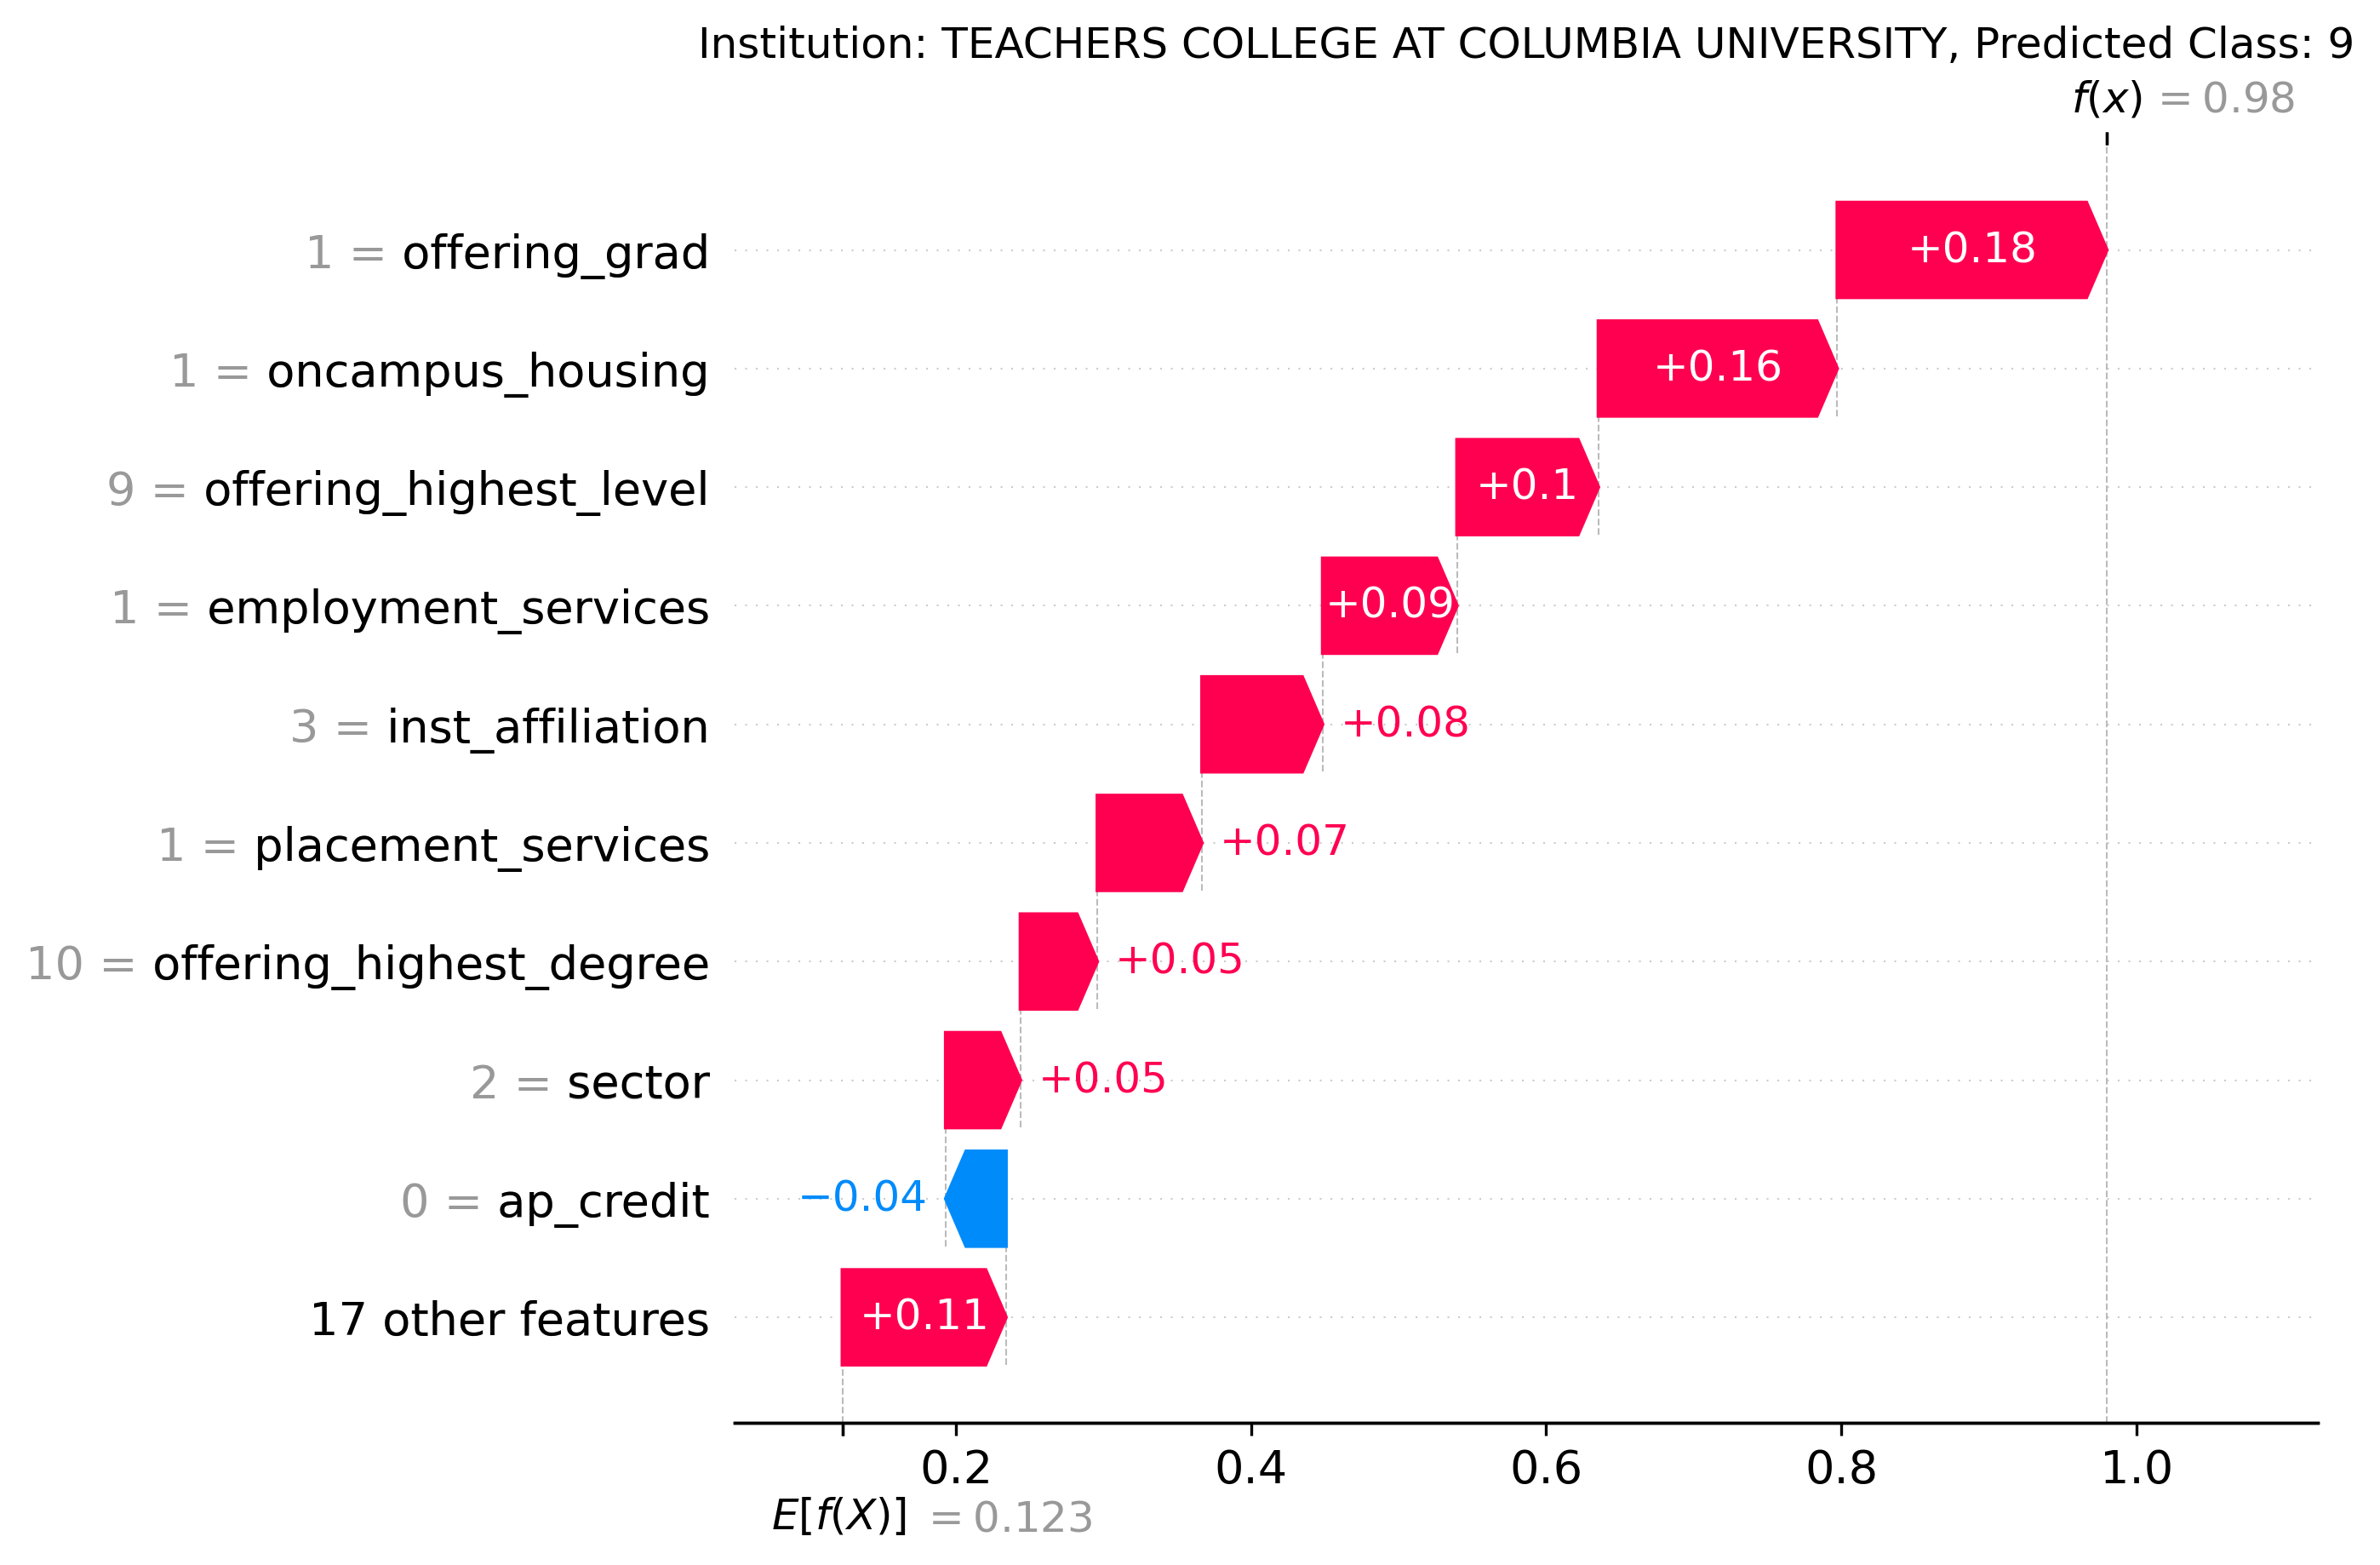 Institution: TEACHERS COLLEGE AT COLUMBIA UNIVERSITY, Predicted Class: 9
f(x) = 0.98
1 = offering_grad +0.18
1 = oncampus_housing +0.16
9 = offering_highest_level +0.1
1 = employment_services +0.09
3 = inst_affiliation +0.08
1 = placement_services +0.07
10 = offering_highest_degree +0.05
2 = sector +0.05
0 = ap_credit −0.04
17 other features +0.11
0.2 0.4 0.6 0.8 1.0
E[f(X)] = 0.123